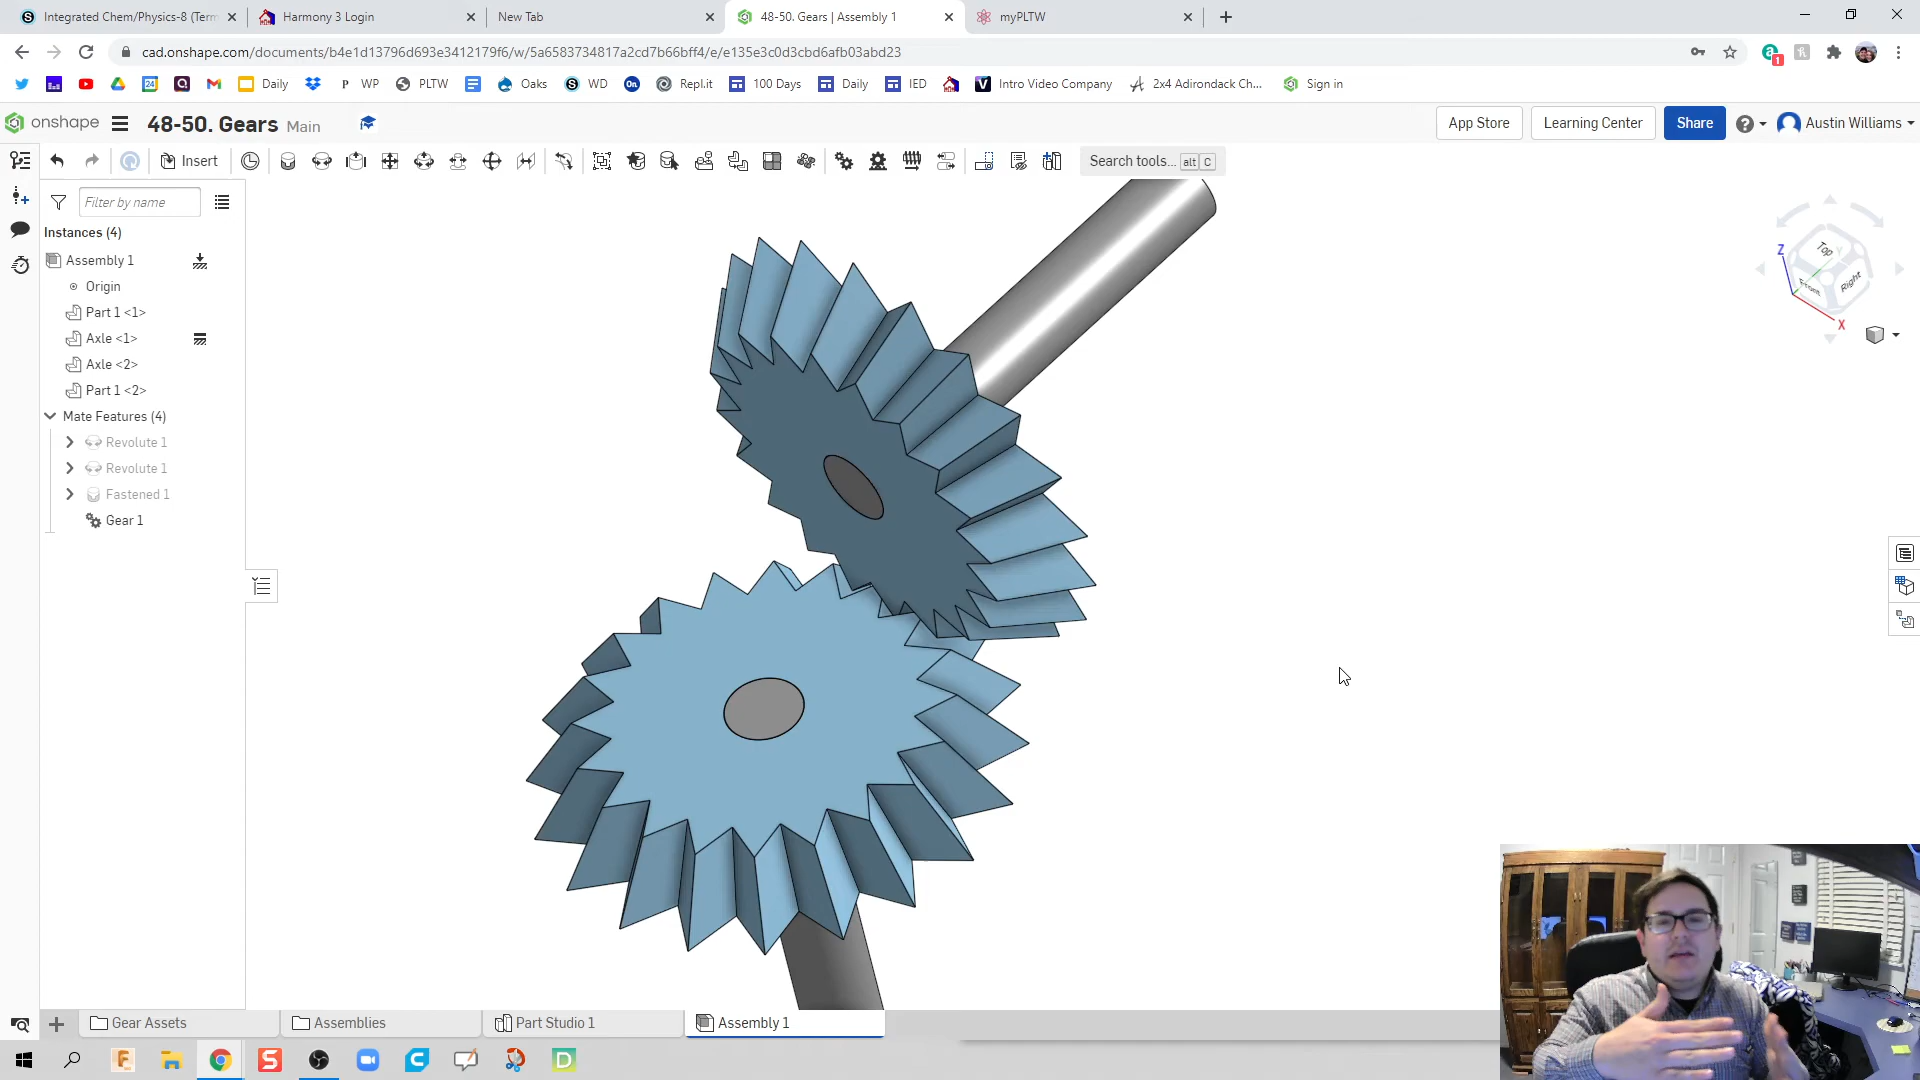 Integrated Chem/Physics-8 (Term
Harmony 3 Login
New Tab
48-50. Gears | Assembly 1
myPLTW
cad.onshape.com/documents/b4e1d13796d693e3412179f6/w/5a6583734817a2cd7b66bff4/e/e135e3c0d3cbd6afb03abd23
Daily
WP
PLTW
Oaks
WD
Repl.it
100 Days
Daily
IED
Intro Video Company
2x4 Adirondack Ch...
Sign in
onshape
48-50. Gears Main
App Store
Learning Center
Share
Austin Williams
Insert
Search tools... alt C
Filter by name
Instances (4)
Assembly 1
Origin
Part 1 <1>
Axle <1>
Axle <2>
Part 1 <2>
Mate Features (4)
Revolute 1
Revolute 1
Fastened 1
Gear 1
Z
Top
Y
Front
Right
X
Gear Assets
Assemblies
Part Studio 1
Assembly 1